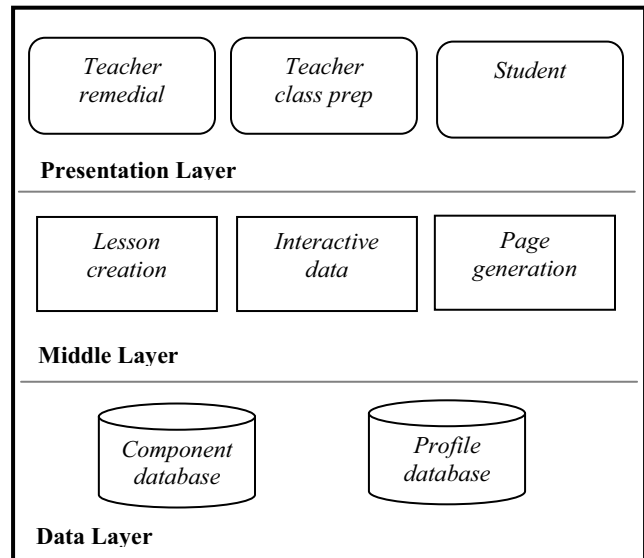 Teacher
remedial
Teacher
class prep
Student
Presentation Layer
Lesson
creation
Interactive
data
Page
generation
Middle Layer
Component
database
Profile
database
Data Layer